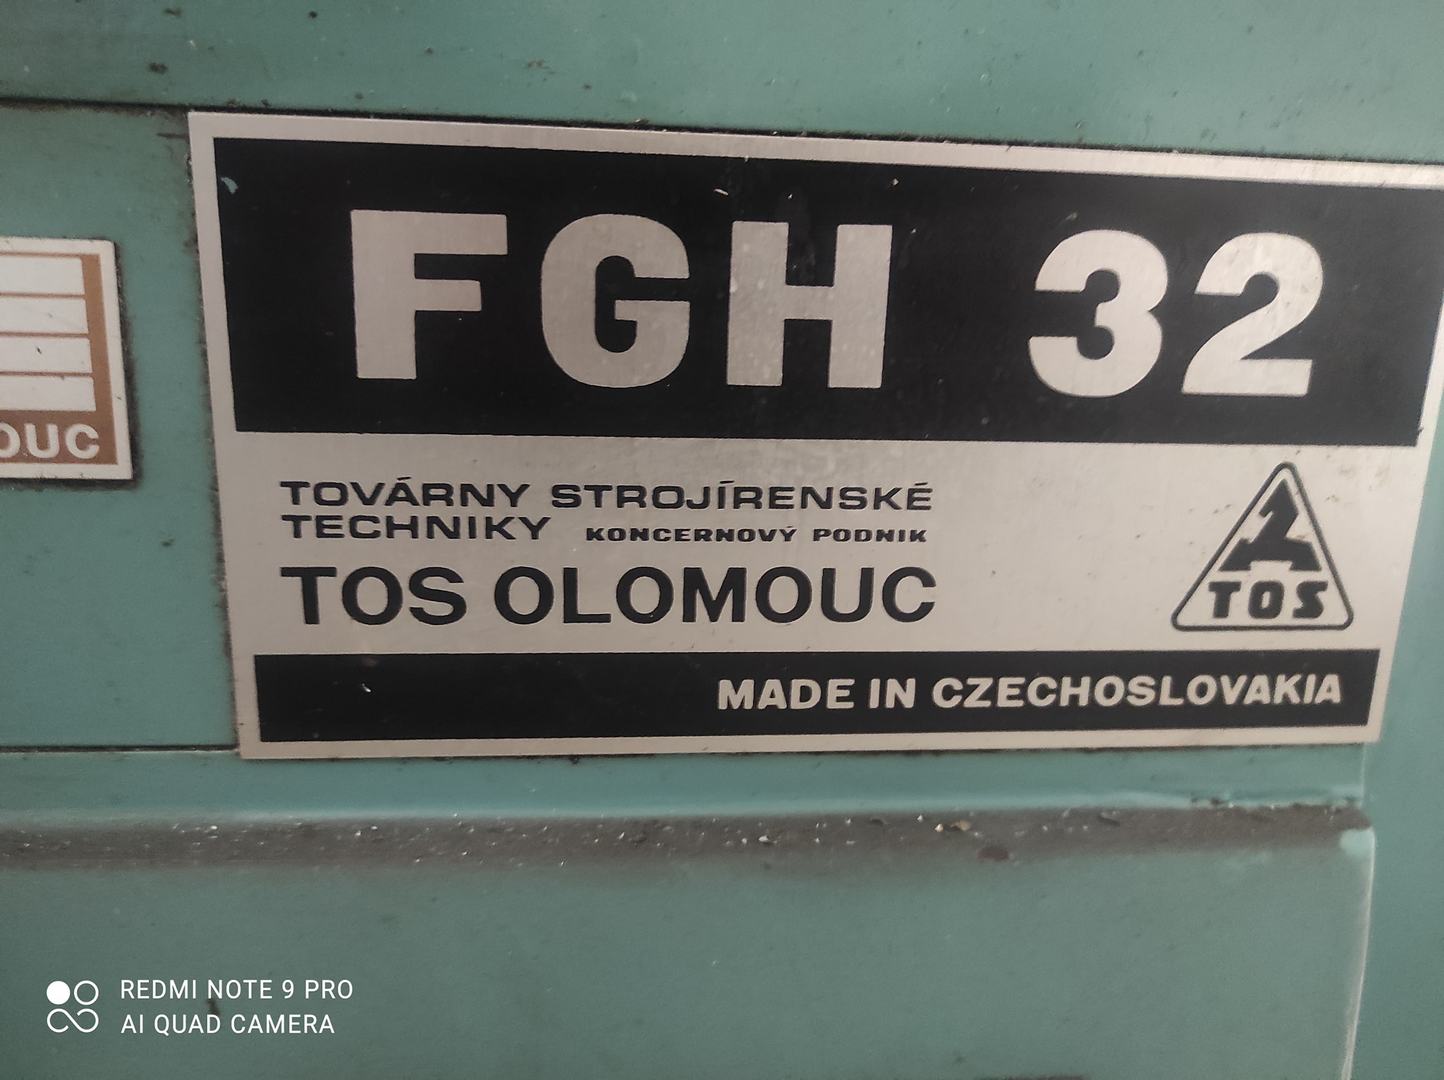 FGH 32
TOVÁRNY STROJÍRENSKÉ
TECHNIKY KONCERNOVÝ PODNIK
TOS OLOMOUC
TOS
MADE IN CZECHOSLOVAKIA
REDMI NOTE 9 PRO
AI QUAD CAMERA